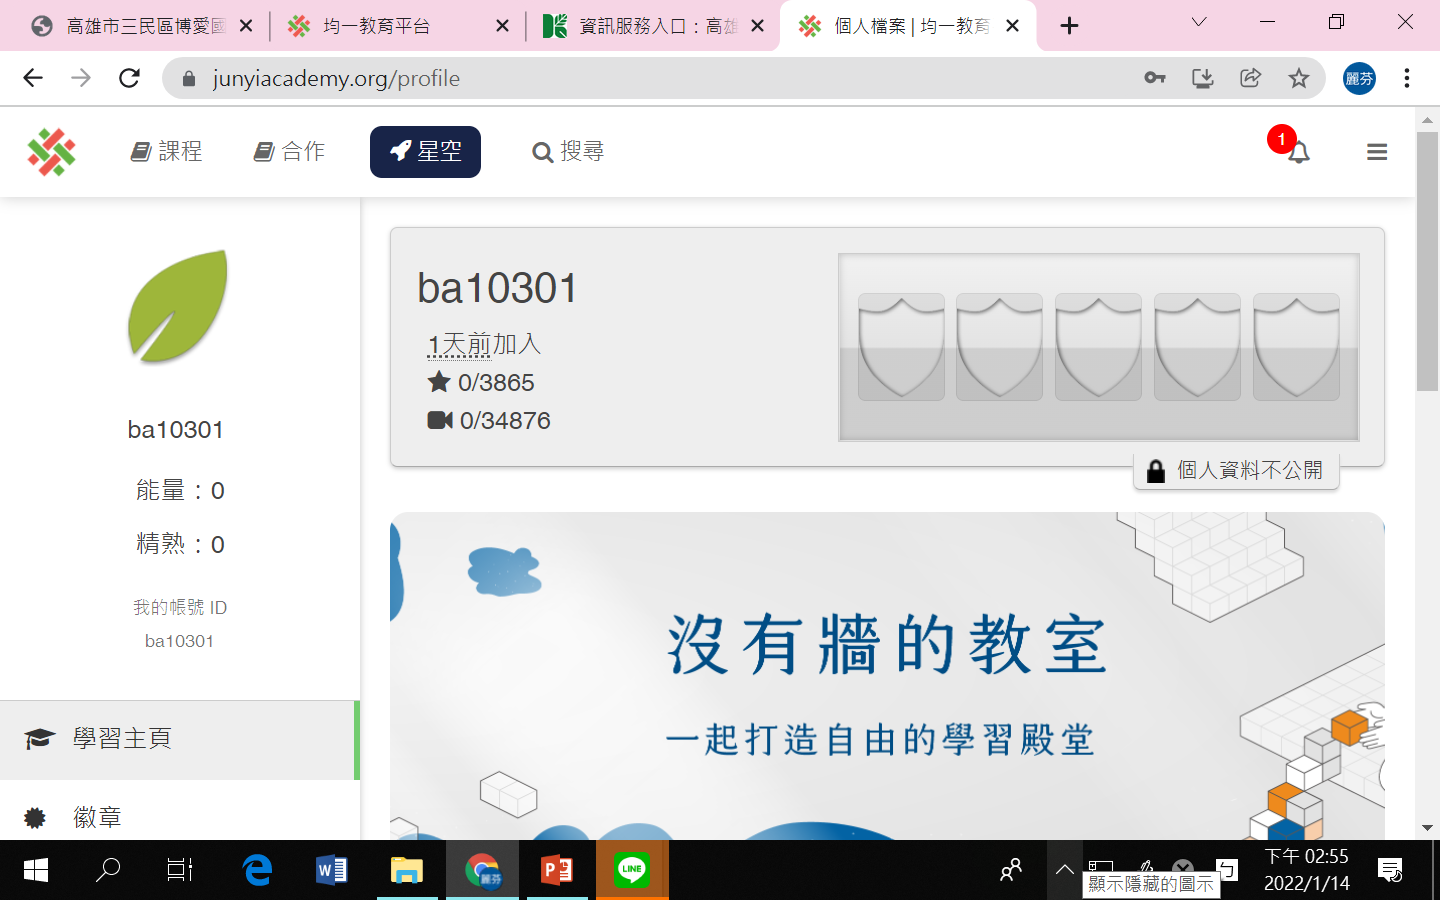 高雄市三民區博愛國
均一教育平台
資訊服務入口：高雄
個人檔案 | 均一教育
junyiacademy.org/profile
麗芬
課程
合作
星空
搜尋
1
ba10301
能量：0
精熟：0
我的帳號 ID
ba10301
學習主頁
徽章
ba10301
1天前加入
0/3865
0/34876
個人資料不公開
沒有牆的教室
一起打造自由的學習殿堂
麗芬
LINE
顯示隱藏的圖示
ㄅ
下午 02:55
2022/1/14